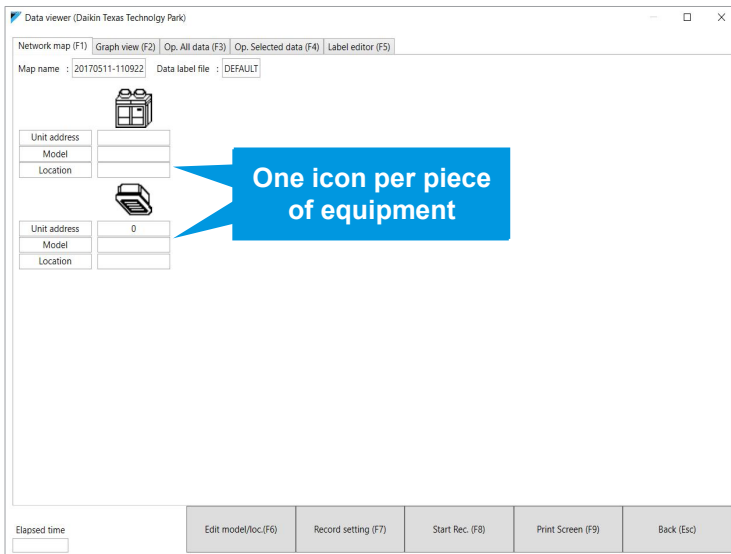 Data viewer (Daikin Texas Technolgy Park)
Network map (F1) Graph view (F2) Op. All data (F3) Op. Selected data (F4) Label editor (F5)
Map name : 20170511-110922 Data label file : DEFAULT
Unit address
Model
Location
One icon per piece
of equipment
Unit address 0
Model
Location
Elapsed time
Edit model/loc.(F6) Record setting (F7) Start Rec. (F8) Print Screen (F9) Back (Esc)